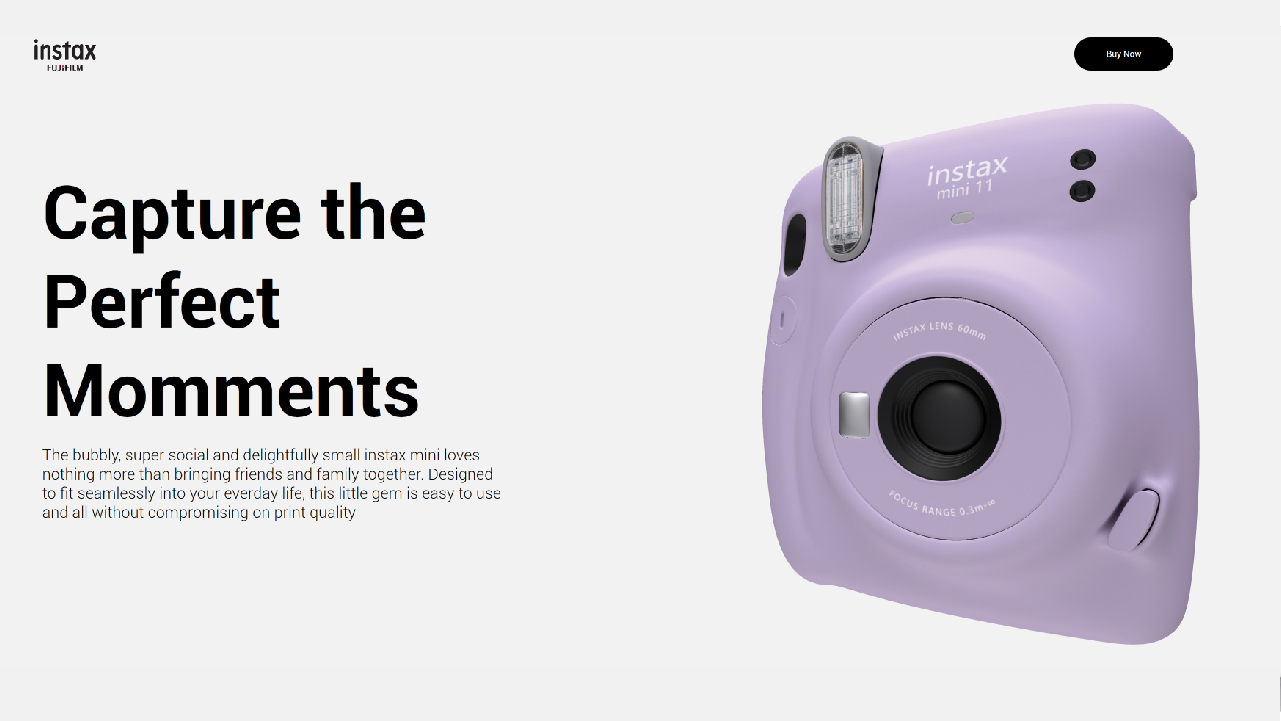 instax
FUJIFILM
Buy Now
Capture the
Perfect
Momments
The bubbly, super social and delightfully small instax mini loves
nothing more than bringing friends and family together. Designed
to fit seamlessly into your everday life, this little gem is easy to use
and all without compromising on print quality
instax
mini 11
INSTAX LENS 60mm
FOCUS RANGE 0.3m-∞